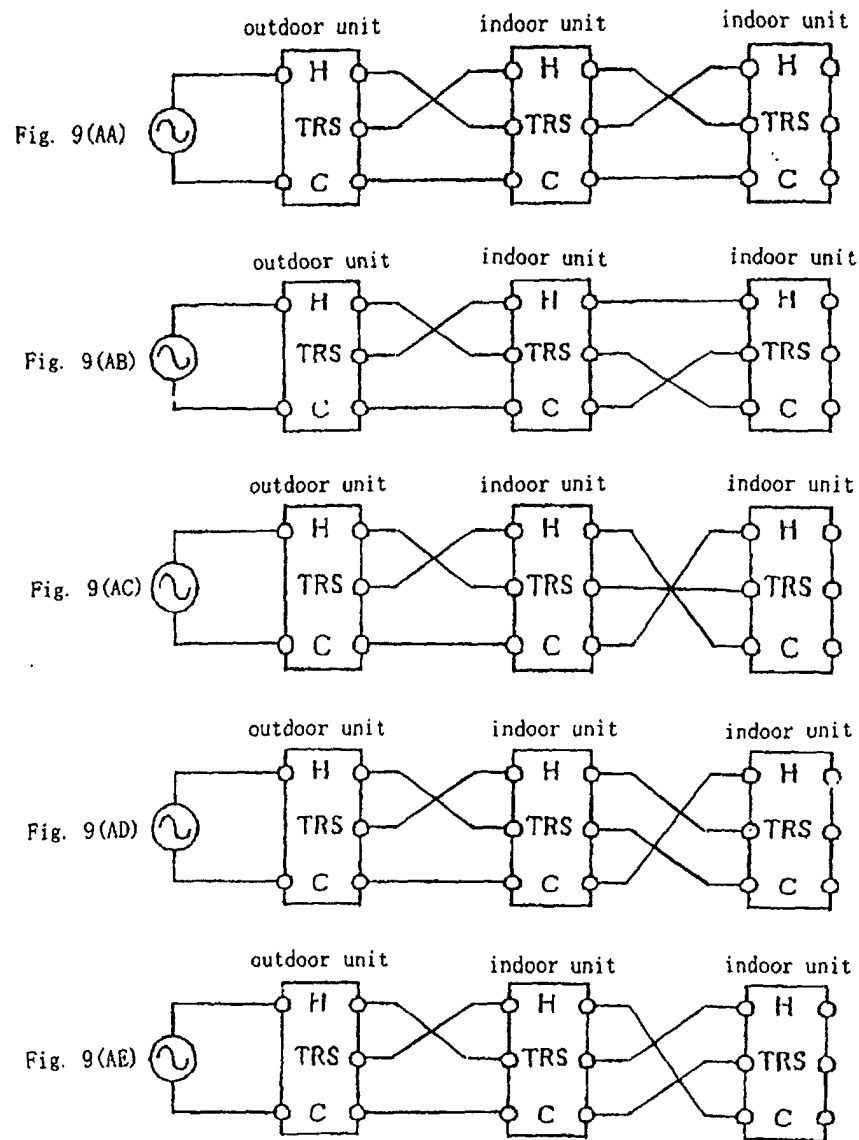 outdoor unit indoor unit indoor unit
H H H
Fig. 9(AA) TRS TRS TRS
C C C
outdoor unit indoor unit indoor unit
H H H
Fig. 9(AB) TRS TRS TRS
C C C
outdoor unit indoor unit indoor unit
H H H
Fig. 9(AC) TRS TRS TRS
C C C
outdoor unit indoor unit indoor unit
H H H
Fig. 9(AD) TRS TRS TRS
C C C
outdoor unit indoor unit indoor unit
H H H
Fig. 9(AE) TRS TRS TRS
C C C